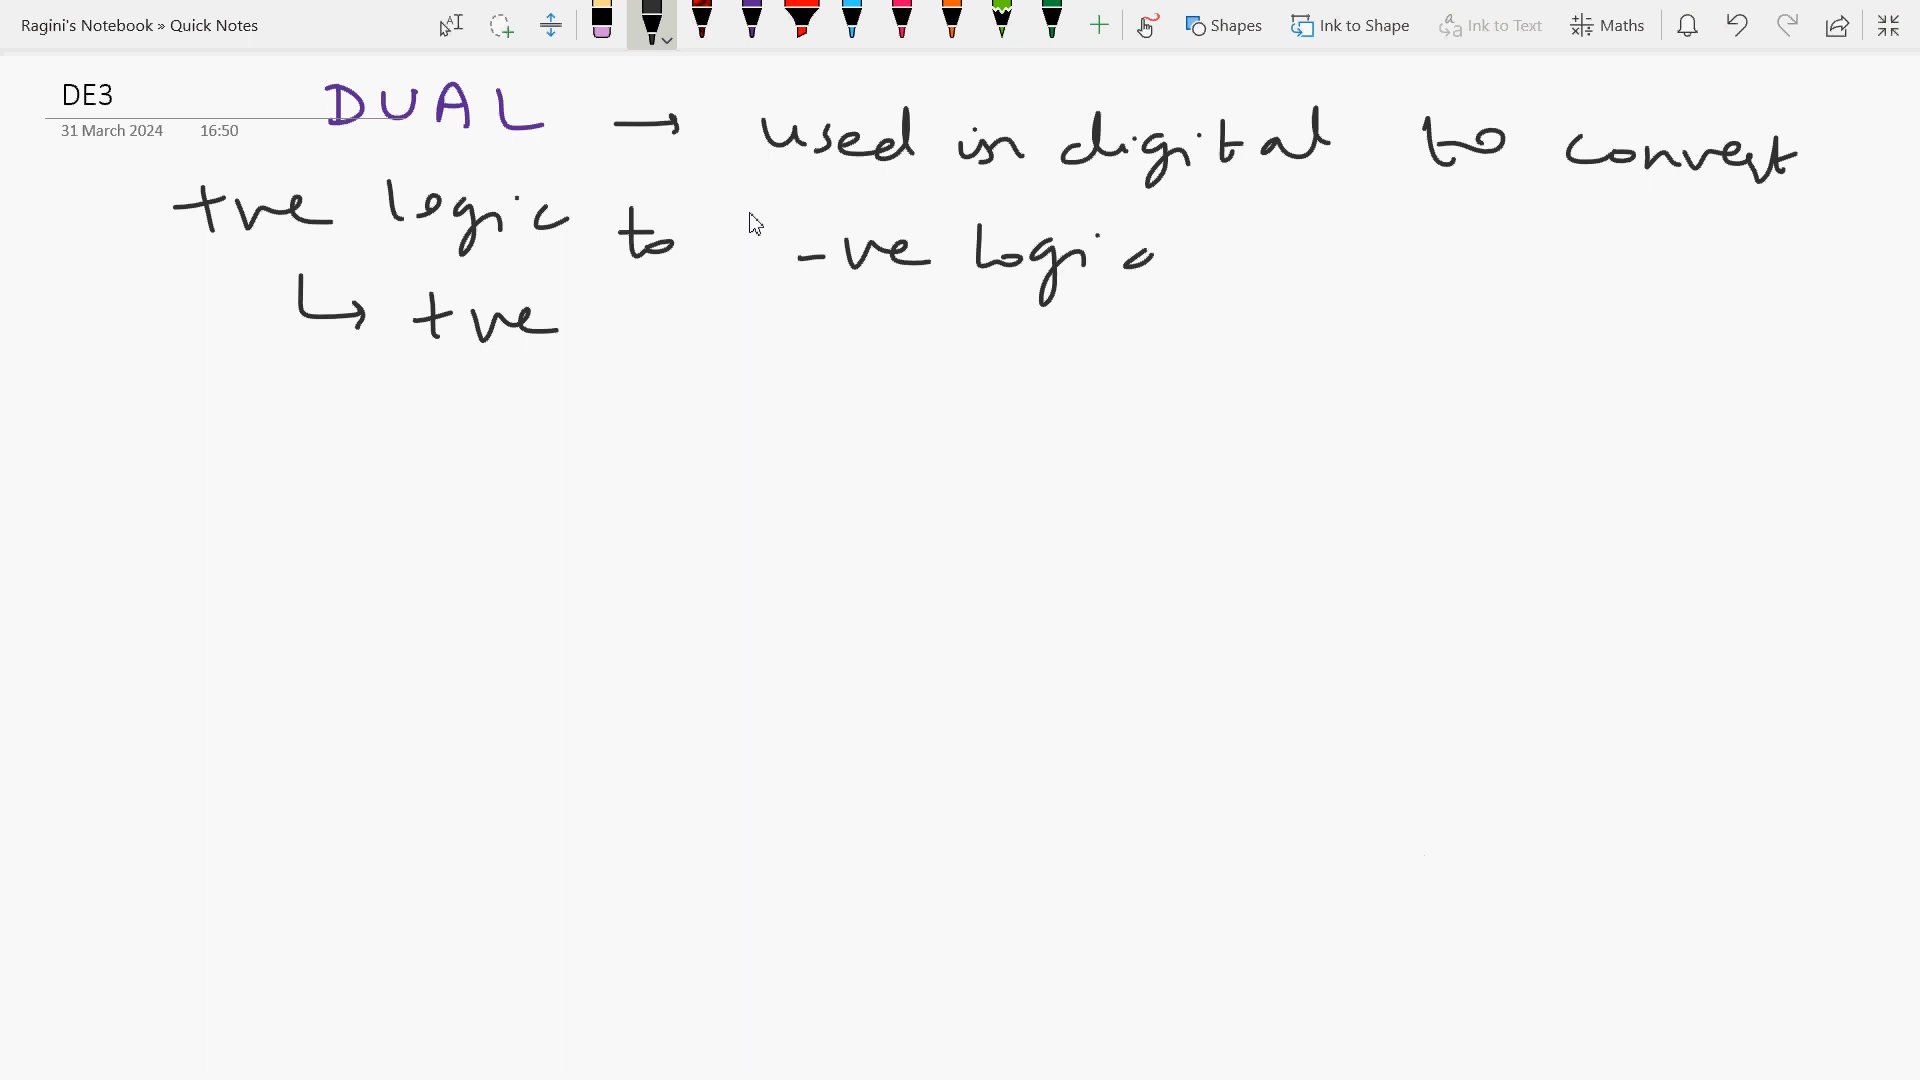 Ragini's Notebook » Quick Notes
Shapes
Ink to Shape
Ink to Text
Maths
DE3
31 March 2024 16:50
DUAL → used in digital to convert
+ve logic to -ve logic
↳ +ve